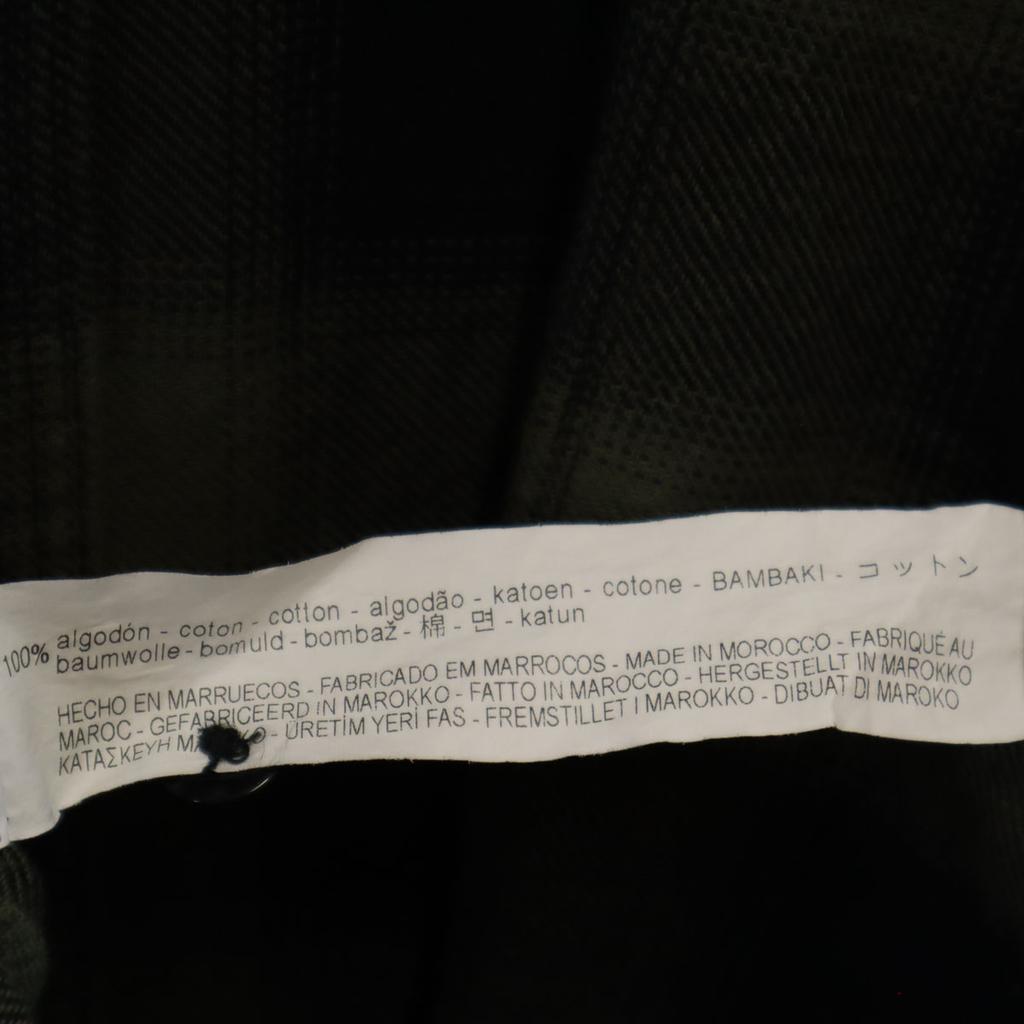 100% algodón - coton - cotton - algodão - katoen - cotone - BAMBAKI - コットン
baumwolle - bomuld - bombaž - 棉 - 면 - katun
HECHO EN MARRUECOS - FABRICADO EM MARROCOS - MADE IN MOROCCO - FABRIQUÉ AU
MAROC - GEFABRICEERD IN MAROKKO - FATTO IN MAROCCO - HERGESTELLT IN MAROKKO
ΚΑΤΑΣΚΕΥΗ - ÜRETİM YERİ FAS - FREMSTILLET I MAROKKO - DIBUAT DI MAROKO